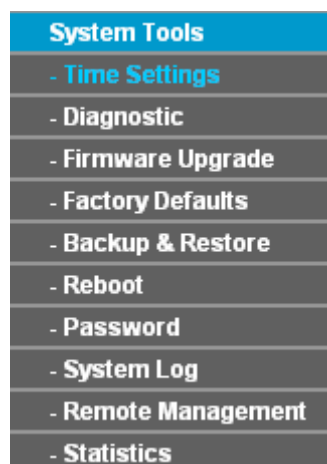 System Tools
- Time Settings
- Diagnostic
- Firmware Upgrade
- Factory Defaults
- Backup & Restore
- Reboot
- Password
- System Log
- Remote Management
- Statistics